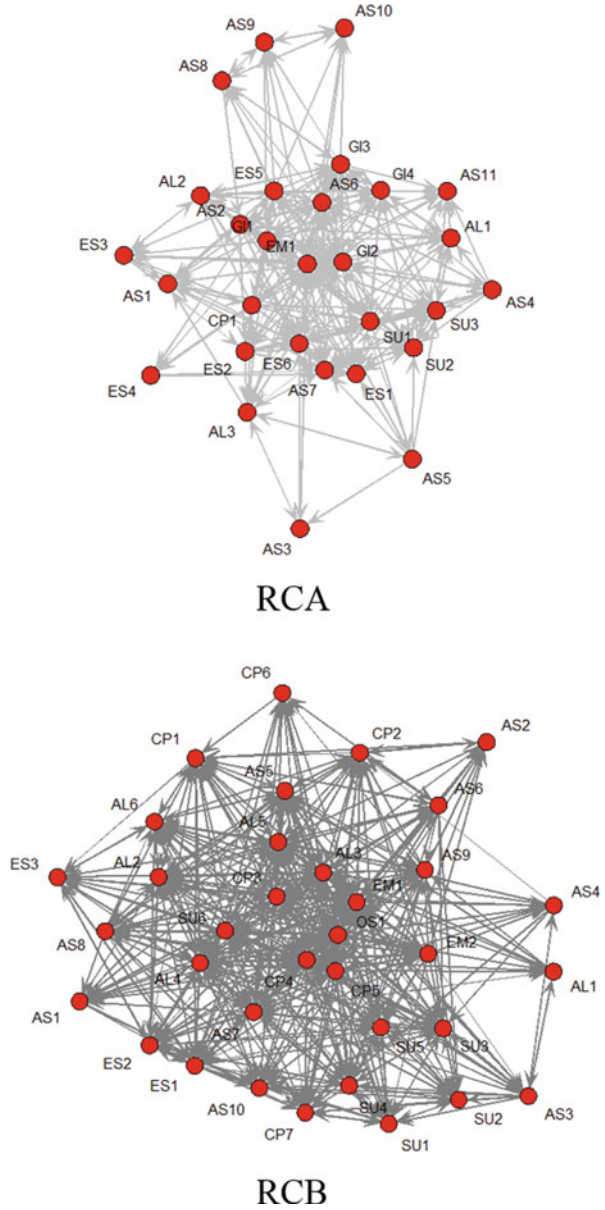 AS10
AS9
AS8
GI3
ES5
AS6
GI4
AS11
AL2
AS2
GI1
AL1
ES3
EM1
GI2
AS1
AS4
CP1
SU1
SU3
ES2
ES6
SU2
ES4
AS7
ES1
AL3
AS5
AS3
RCA
CP6
CP1
CP2
AS2
AS5
AS6
AL6
AL5
ES3
AL2
AL3
AS9
CP3
EM1
AS4
SU6
OS1
AS8
EM2
AL4
CP4
AL1
CP5
AS1
AS7
SU5
SU3
ES2
ES1
AS10
SU4
SU2
AS3
CP7
SU1
RCB